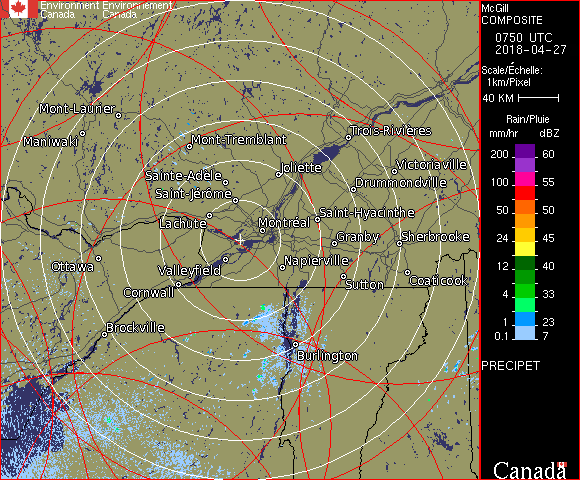 Environment Environnement
Canada Canada
McGill
COMPOSITE
0750 UTC
2018-04-27
Scale/Échelle:
1km/Pixel
40 KM
Rain/Pluie
mm/hr dBZ
200 60
150 57
100 55
50 50
24 45
12 40
4 33
1 23
0.1 7
PRECIPET
Canada
Mont-Laurier
Maniwaki
Mont-Tremblant
Trois-Rivières
Joliette
Victoriaville
Sainte-Adèle
Drummondville
Saint-Jérôme
Lachute
Saint-Hyacinthe
Montréal
Granby
Sherbrooke
Ottawa
Valleyfield
Napierville
Cornwall
Sutton
Coaticook
Brockville
Burlington